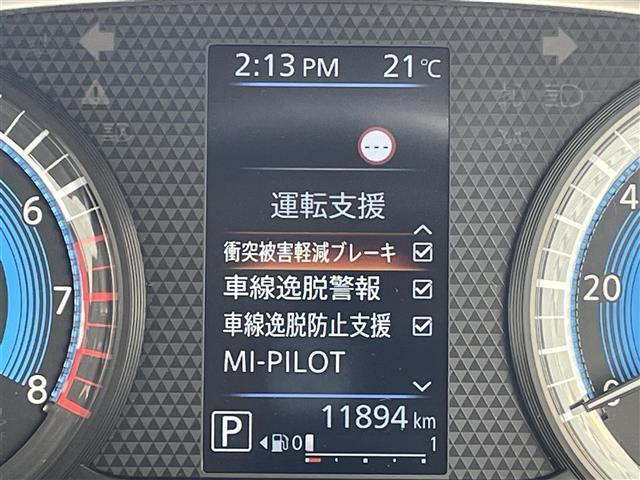 2:13 PM 21℃
---
運転支援
衝突被害軽減ブレーキ
車線逸脱警報
車線逸脱防止支援
MI-PILOT
11894 km
P
0 1
6
7
8
20